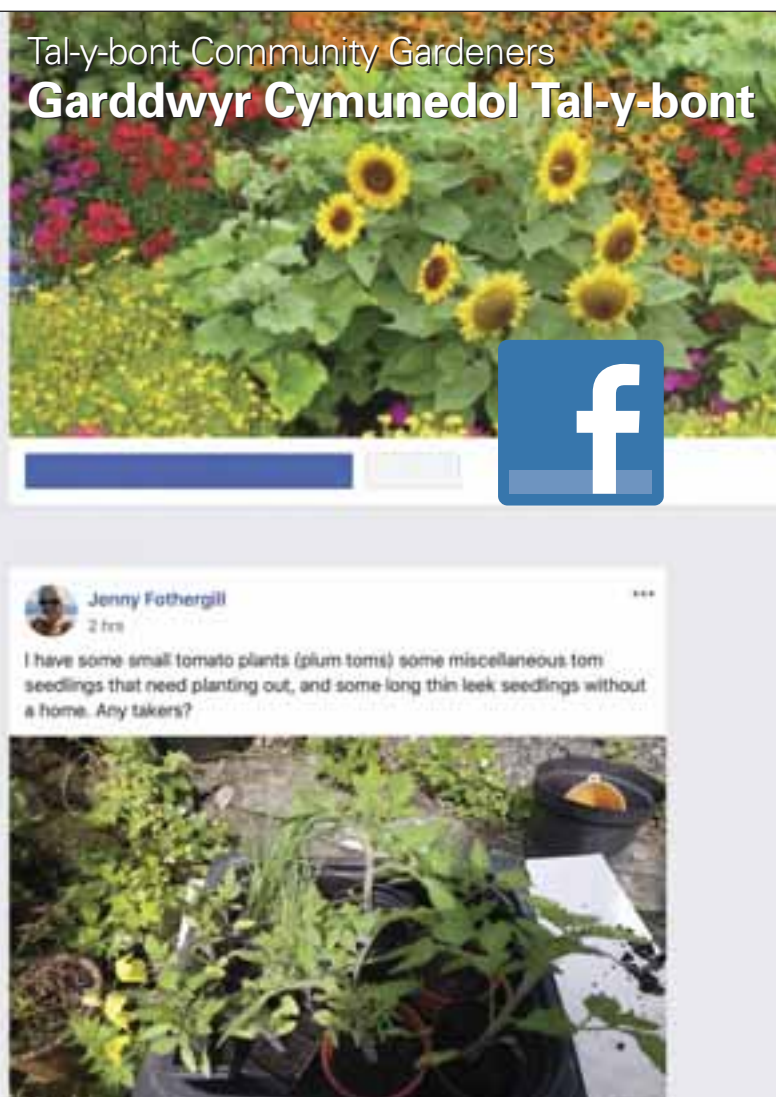 Tal-y-bont Community Gardeners
Garddwyr Cymunedol Tal-y-bont
f
Jenny Fothergill
2 hrs
I have some small tomato plants (plum toms) some miscellaneous tom
seedlings that need planting out, and some long thin leek seedlings without
a home. Any takers?